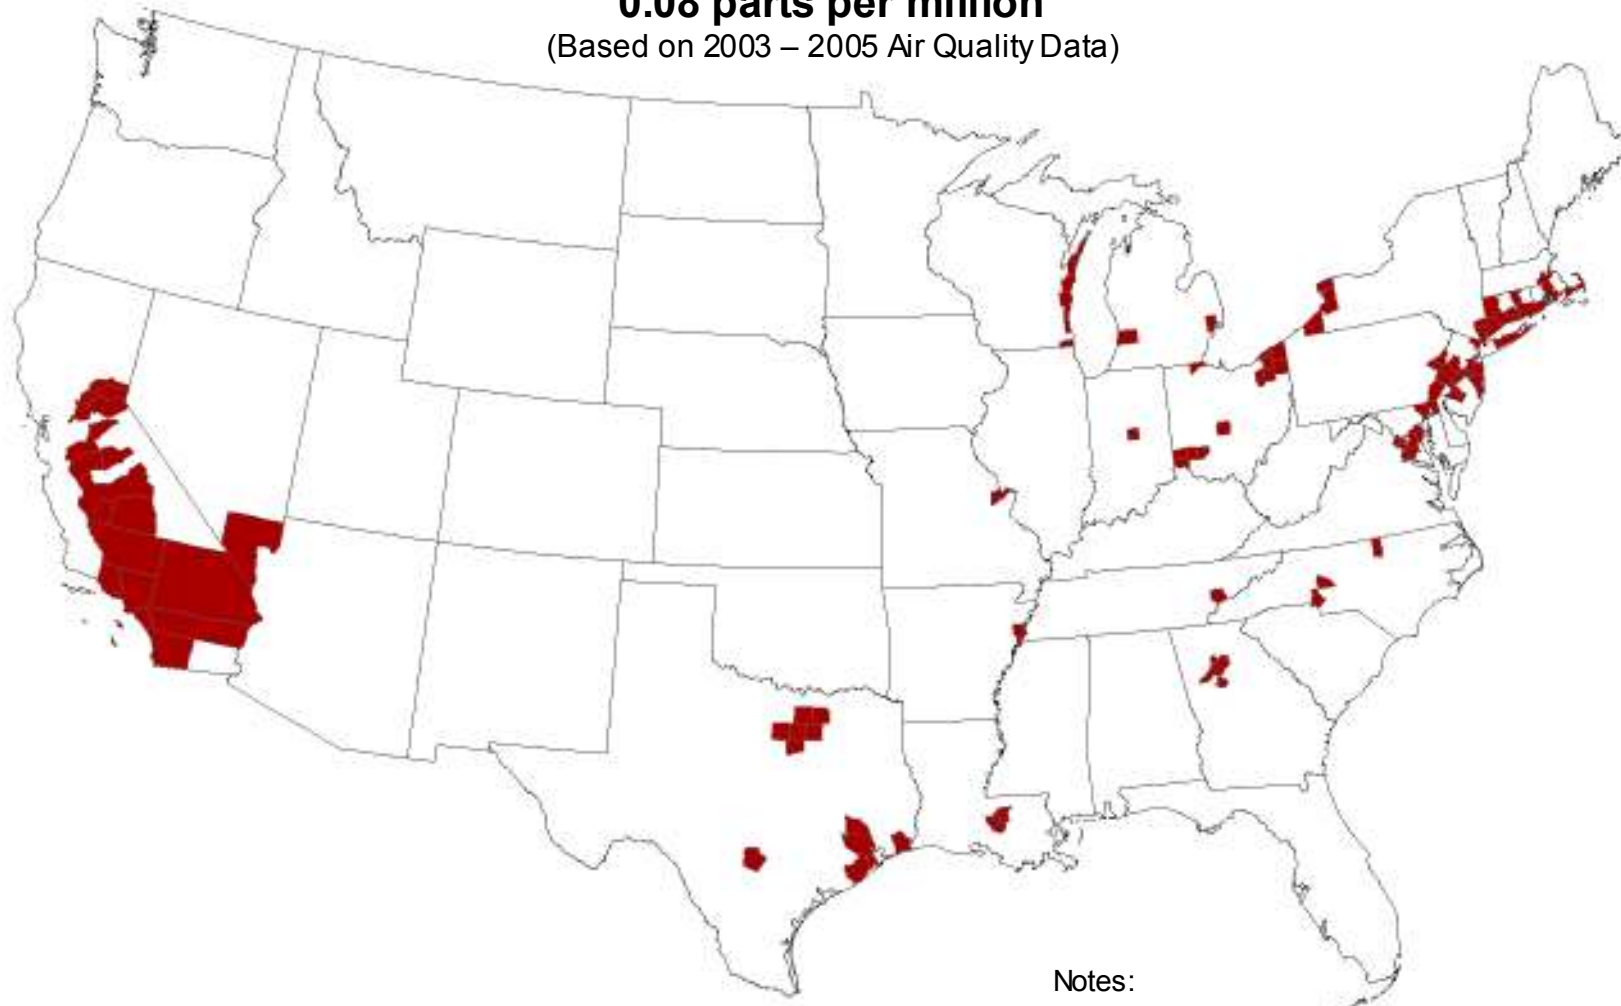 0.08 parts per million
(Based on 2003 – 2005 Air Quality Data)
Notes: